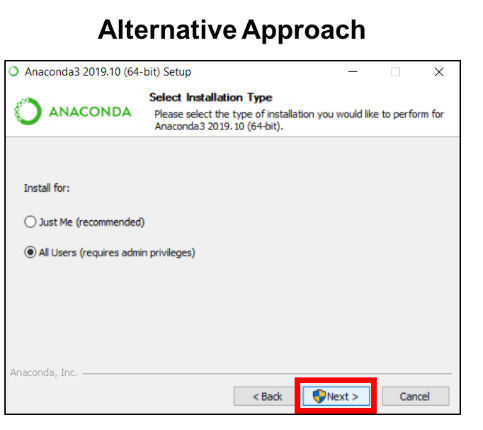 Alternative Approach
Anaconda3 2019.10 (64-bit) Setup
ANACONDA
Select Installation Type
Please select the type of installation you would like to perform for
Anaconda3 2019.10 (64-bit).
Install for:
Just Me (recommended)
All Users (requires admin privileges)
Anaconda, Inc.
< Back
Next >
Cancel